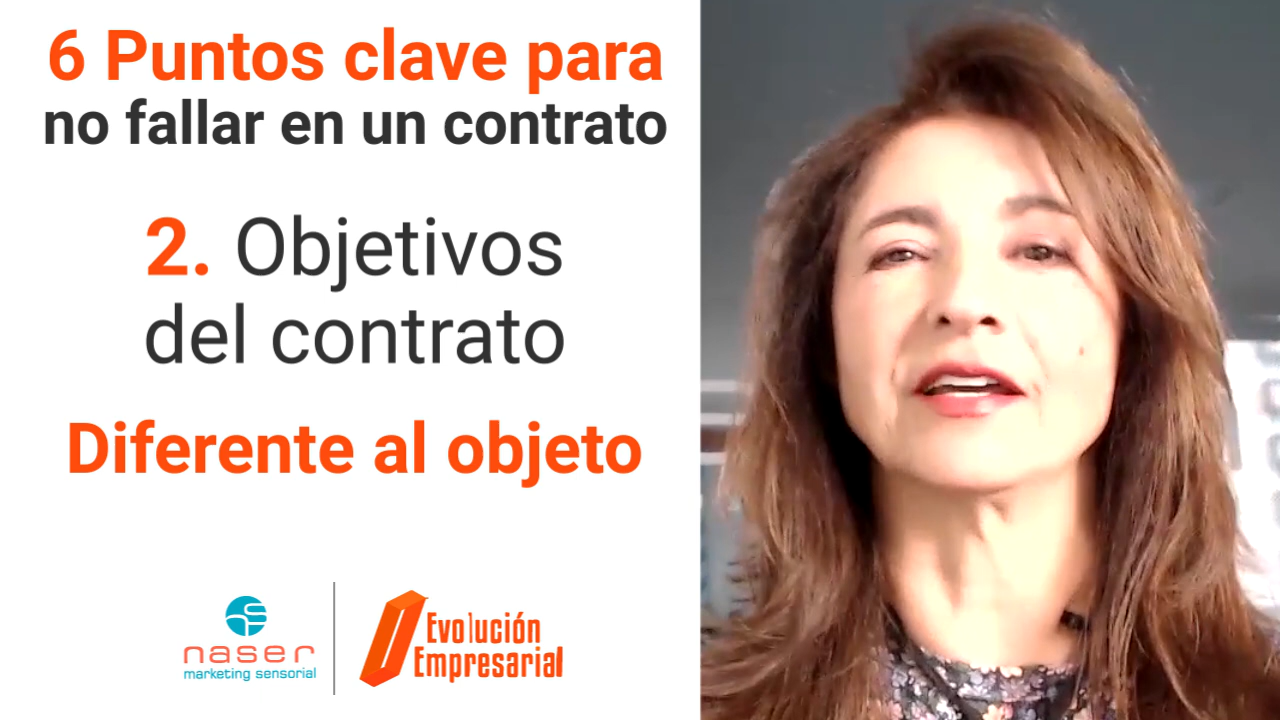 6 Puntos clave para
no fallar en un contrato
2. Objetivos
del contrato
Diferente al objeto
naser
marketing sensorial
Evolución
Empresarial